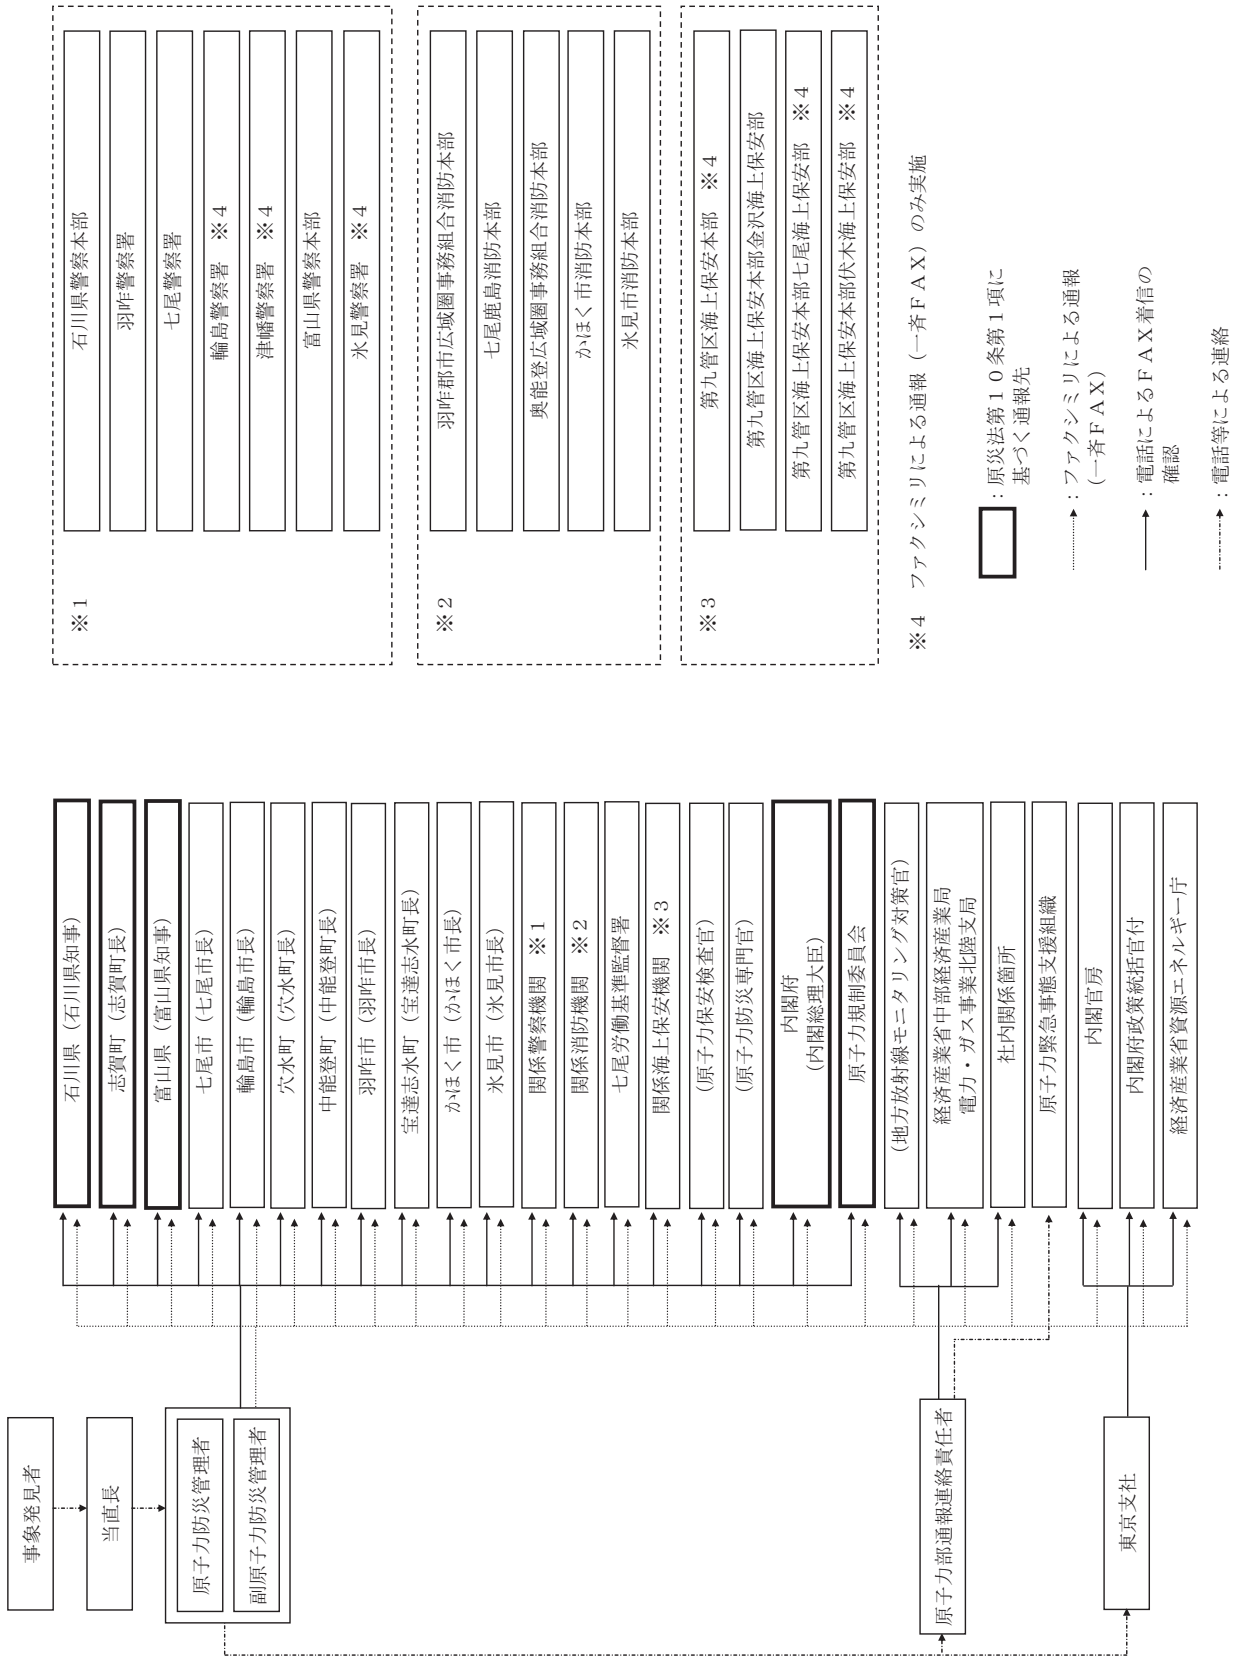 事象発見者
当直長
原子力防災管理者
副原子力防災管理者
原子力部通報連絡責任者
東京支社
石川県（石川県知事）
志賀町（志賀町長）
富山県（富山県知事）
七尾市（七尾市長）
輪島市（輪島市長）
穴水町（穴水町長）
中能登町（中能登町長）
羽咋市（羽咋市長）
宝達志水町（宝達志水町長）
かほく市（かほく市長）
氷見市（氷見市長）
関係警察機関　※１
関係消防機関　※２
七尾労働基準監督署
関係海上保安機関　※３
（原子力保安検査官）
（原子力防災専門官）
内閣府
（内閣総理大臣）
原子力規制委員会
（地方放射線モニタリング対策官）
経済産業省中部経済産業局
電力・ガス事業北陸支局
社内関係箇所
原子力緊急事態支援組織
内閣官房
内閣府政策統括官付
経済産業省資源エネルギー庁
※１
石川県警察本部
羽咋警察署
七尾警察署
輪島警察署　※４
津幡警察署　※４
富山県警察本部
氷見警察署　※４
※２
羽咋郡市広域圏事務組合消防本部
七尾鹿島消防本部
奥能登広域圏事務組合消防本部
かほく市消防本部
氷見市消防本部
※３
第九管区海上保安本部　※４
第九管区海上保安本部金沢海上保安部
第九管区海上保安本部七尾海上保安部　※４
第九管区海上保安本部伏木海上保安部　※４
※４　ファクシミリによる通報（一斉ＦＡＸ）のみ実施
：原災法第１０条第１項に
基づく通報先
：ファクシミリによる通報
（一斉ＦＡＸ）
：電話によるＦＡＸ着信の
確認
：電話等による連絡